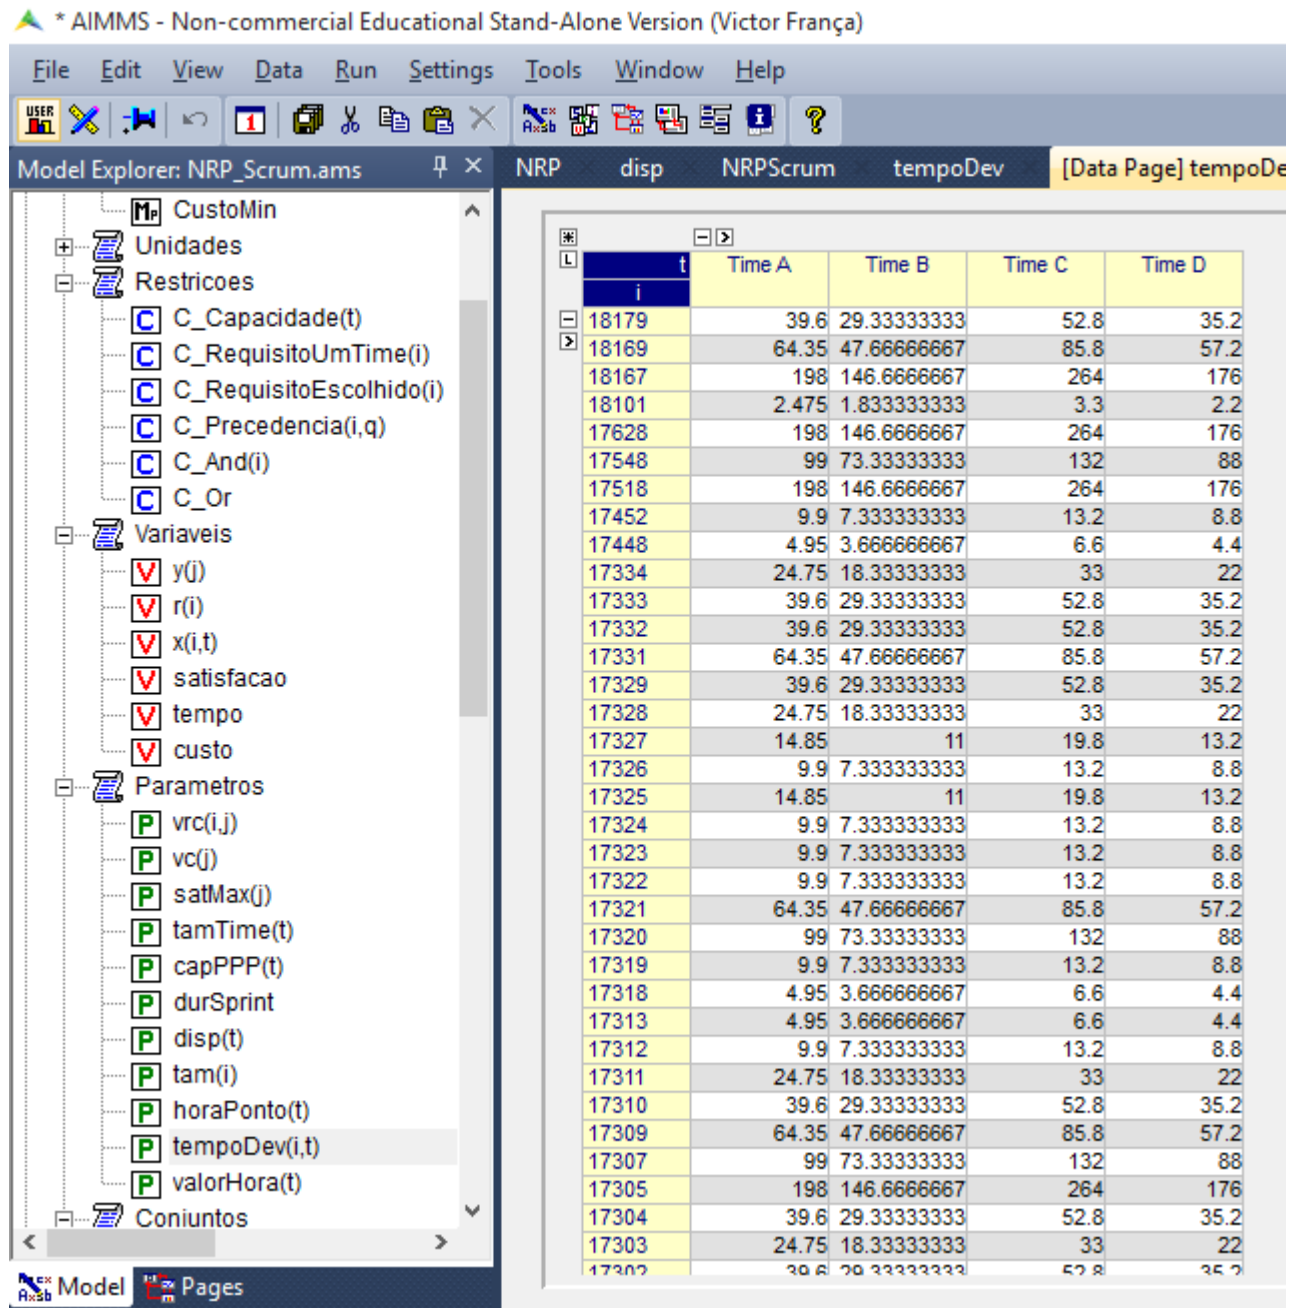 * AIMMS - Non-commercial Educational Stand-Alone Version (Victor França)
File Edit View Data Run Settings Tools Window Help
Model Explorer: NRP_Scrum.ams
CustoMin
Unidades
Restricoes
C_Capacidade(t)
C_RequisitoUmTime(i)
C_RequisitoEscolhido(i)
C_Precedencia(i,q)
C_And(i)
C_Or
Variaveis
y(j)
r(i)
x(i,t)
satisfacao
tempo
custo
Parametros
vrc(i,j)
vc(j)
satMax(j)
tamTime(t)
capPPP(t)
durSprint
disp(t)
tam(i)
horaPonto(t)
tempoDev(i,t)
valorHora(t)
Conjuntos
Model Pages
NRP disp NRPScrum tempoDev [Data Page] tempoDe
t Time A Time B Time C Time D
i
18179 39.6 29.33333333 52.8 35.2
18169 64.35 47.66666667 85.8 57.2
18167 198 146.6666667 264 176
18101 2.475 1.833333333 3.3 2.2
17628 198 146.6666667 264 176
17548 99 73.33333333 132 88
17518 198 146.6666667 264 176
17452 9.9 7.333333333 13.2 8.8
17448 4.95 3.666666667 6.6 4.4
17334 24.75 18.33333333 33 22
17333 39.6 29.33333333 52.8 35.2
17332 39.6 29.33333333 52.8 35.2
17331 64.35 47.66666667 85.8 57.2
17329 39.6 29.33333333 52.8 35.2
17328 24.75 18.33333333 33 22
17327 14.85 11 19.8 13.2
17326 9.9 7.333333333 13.2 8.8
17325 14.85 11 19.8 13.2
17324 9.9 7.333333333 13.2 8.8
17323 9.9 7.333333333 13.2 8.8
17322 9.9 7.333333333 13.2 8.8
17321 64.35 47.66666667 85.8 57.2
17320 99 73.33333333 132 88
17319 9.9 7.333333333 13.2 8.8
17318 4.95 3.666666667 6.6 4.4
17313 4.95 3.666666667 6.6 4.4
17312 9.9 7.333333333 13.2 8.8
17311 24.75 18.33333333 33 22
17310 39.6 29.33333333 52.8 35.2
17309 64.35 47.66666667 85.8 57.2
17307 99 73.33333333 132 88
17305 198 146.6666667 264 176
17304 39.6 29.33333333 52.8 35.2
17303 24.75 18.33333333 33 22
17302 39.6 29.33333333 52.8 35.2